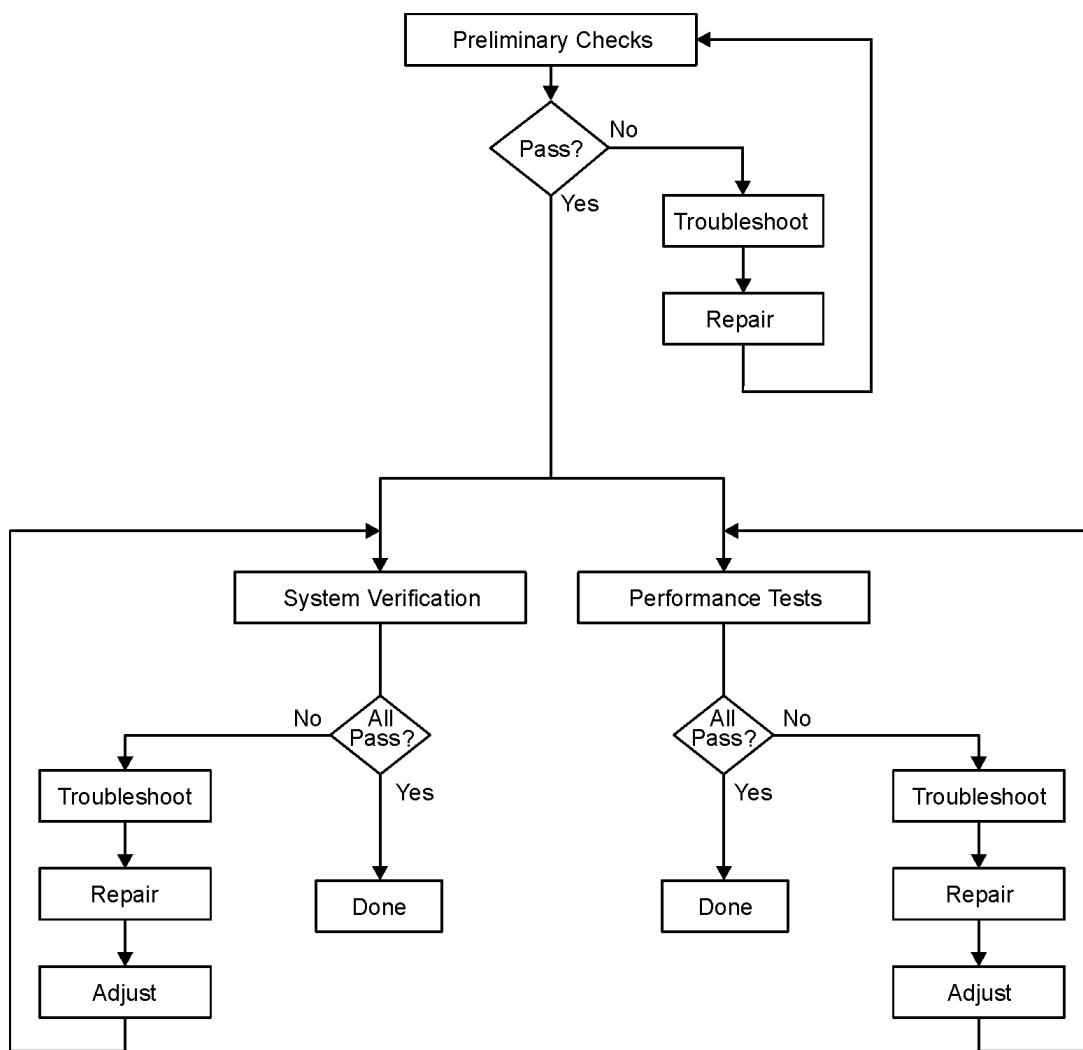 Preliminary Checks
No
Pass?
Yes
Troubleshoot
Repair
System Verification
Performance Tests
No
All
Pass?
Yes
All
Pass?
No
Yes
Troubleshoot
Repair
Adjust
Done
Done
Troubleshoot
Repair
Adjust